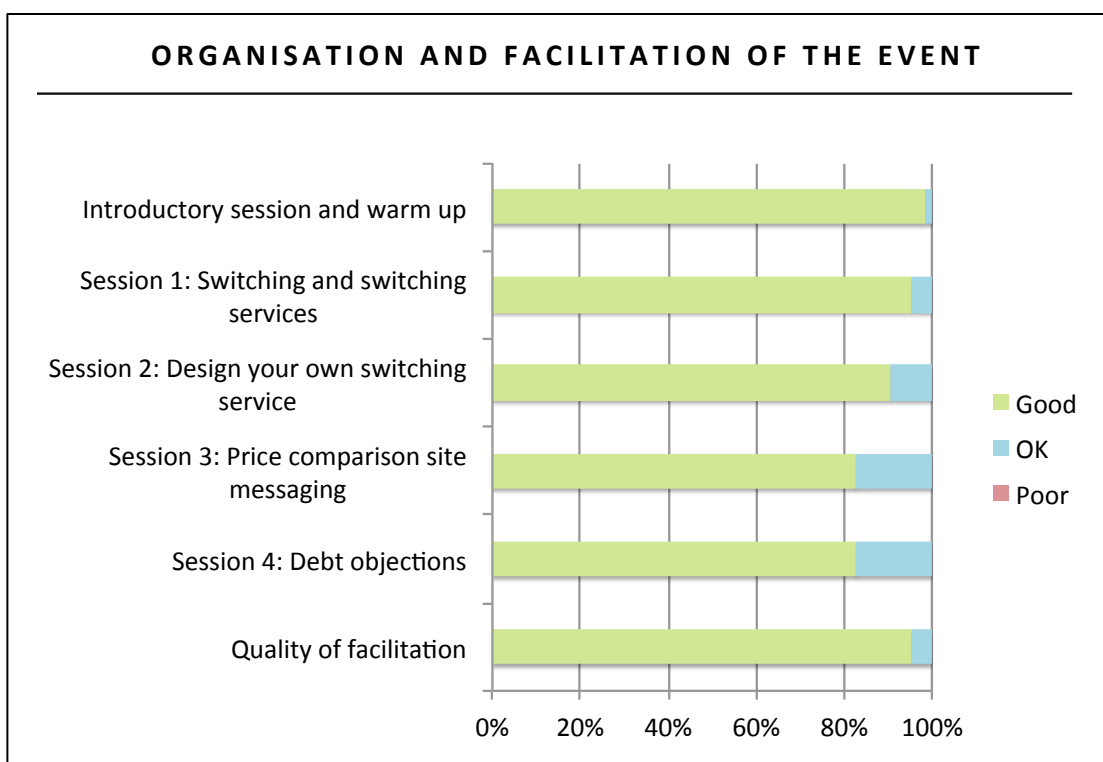 ORGANISATION AND FACILITATION OF THE EVENT
Introductory session and warm up
Session 1: Switching and switching
services
Session 2: Design your own switching
service
Session 3: Price comparison site
messaging
Session 4: Debt objections
Quality of facilitation
Good
OK
Poor
0% 20% 40% 60% 80% 100%